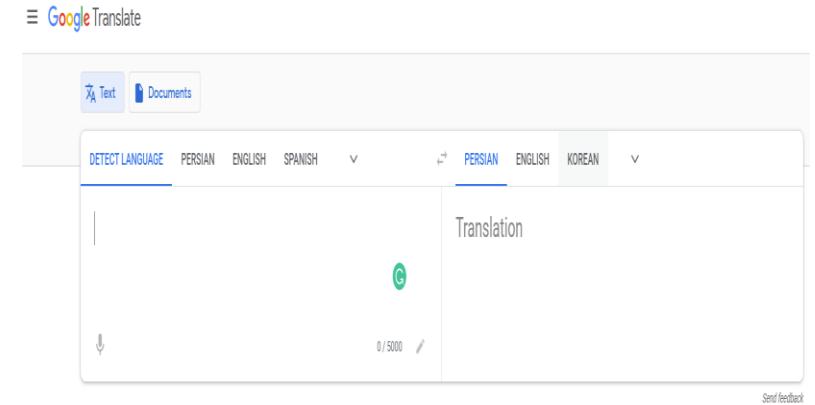 Google Translate
Text Documents
DETECT LANGUAGE PERSIAN ENGLISH SPANISH PERSIAN ENGLISH KOREAN
Translation
G
0 / 5000
Send feedback